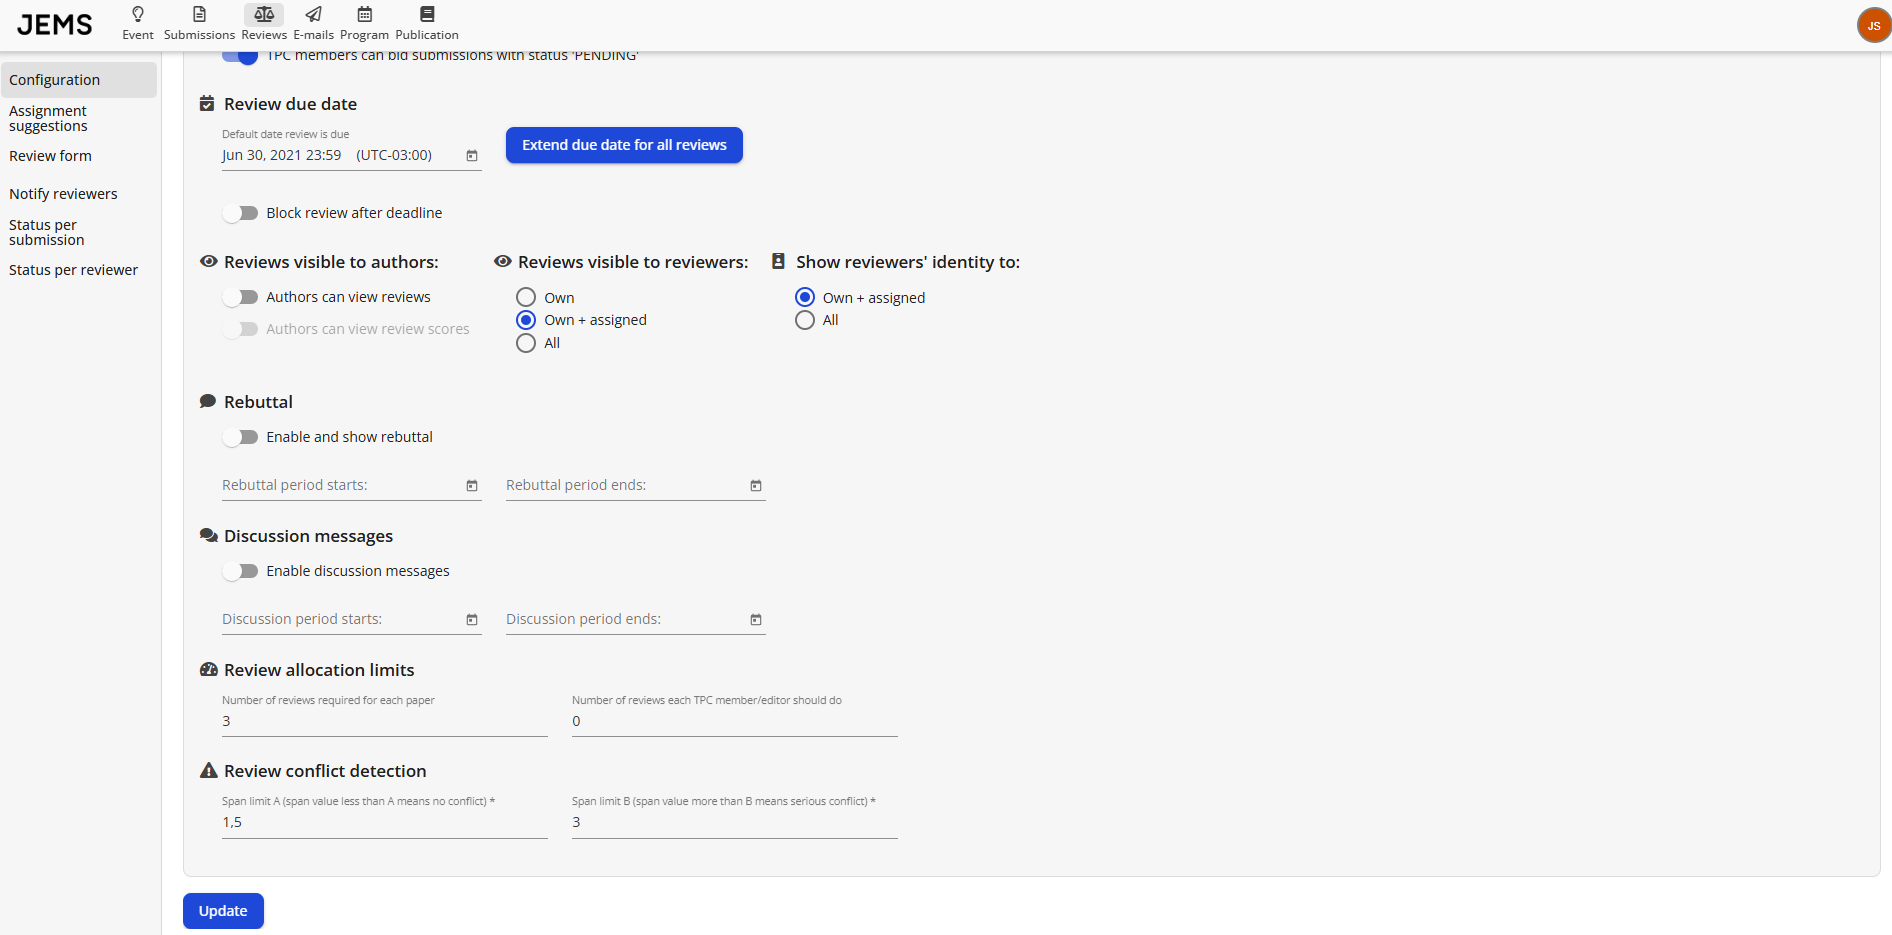 JEMS
Event
Submissions
Reviews
E-mails
Program
Publication
JS
Configuration
Assignment
suggestions
Review form
Notify reviewers
Status per
submission
Status per reviewer
TPC members can bid submissions with status 'PENDING'
Review due date
Default date review is due
Jun 30, 2021 23:59 (UTC-03:00)
Extend due date for all reviews
Block review after deadline
Reviews visible to authors:
Authors can view reviews
Authors can view review scores
Reviews visible to reviewers:
Own
Own + assigned
All
Show reviewers' identity to:
Own + assigned
All
Rebuttal
Enable and show rebuttal
Rebuttal period starts:
Rebuttal period ends:
Discussion messages
Enable discussion messages
Discussion period starts:
Discussion period ends:
Review allocation limits
Number of reviews required for each paper
3
Number of reviews each TPC member/editor should do
0
Review conflict detection
Span limit A (span value less than A means no conflict) *
1,5
Span limit B (span value more than B means serious conflict) *
3
Update